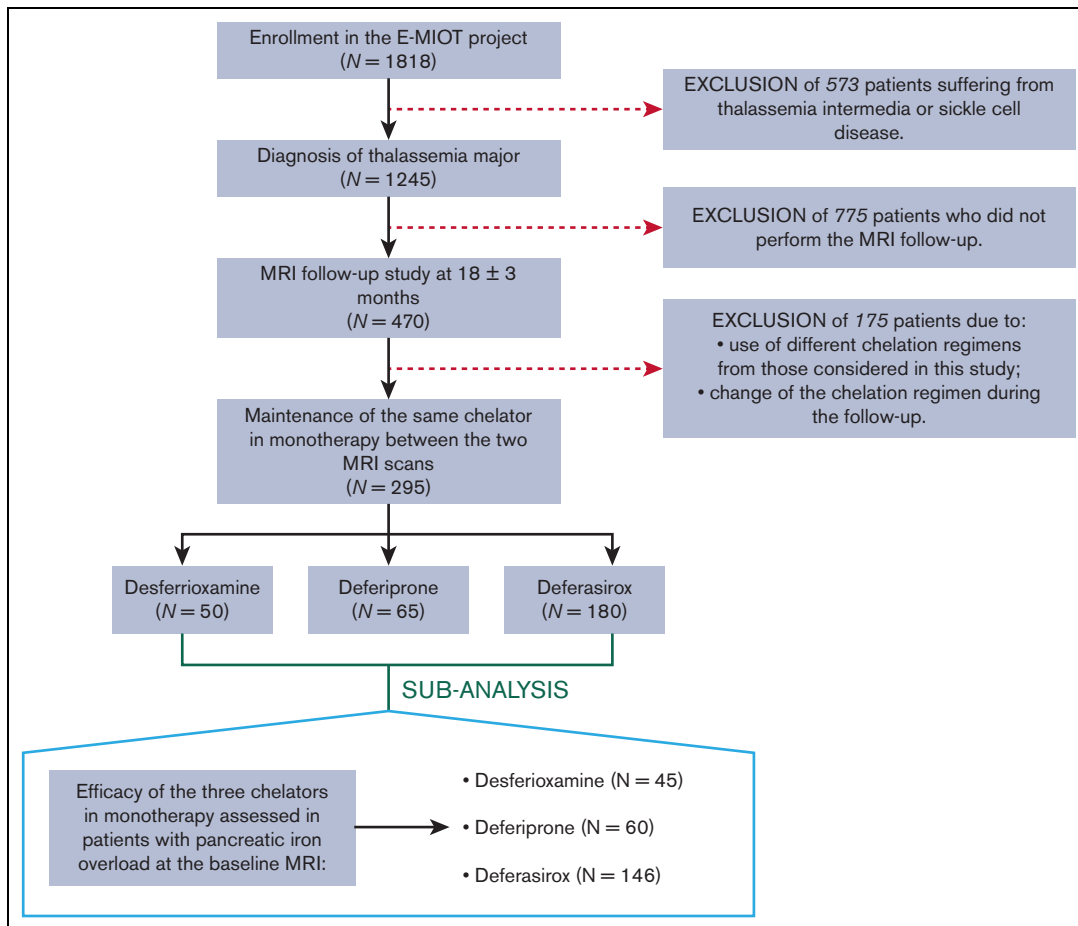 Enrollment in the E-MIOT project
(N = 1818)
EXCLUSION of 573 patients suffering from
thalassemia intermedia or sickle cell
disease.
Diagnosis of thalassemia major
(N = 1245)
EXCLUSION of 775 patients who did not
perform the MRI follow-up.
MRI follow-up study at 18 ± 3
months
(N = 470)
EXCLUSION of 175 patients due to:
• use of different chelation regimens
from those considered in this study;
• change of the chelation regimen during
the follow-up.
Maintenance of the same chelator
in monotherapy between the two
MRI scans
(N = 295)
Desferrioxamine
(N = 50)
Deferiprone
(N = 65)
Deferasirox
(N = 180)
SUB-ANALYSIS
Efficacy of the three chelators
in monotherapy assessed in
patients with pancreatic iron
overload at the baseline MRI:
• Desferioxamine (N = 45)
• Deferiprone (N = 60)
• Deferasirox (N = 146)